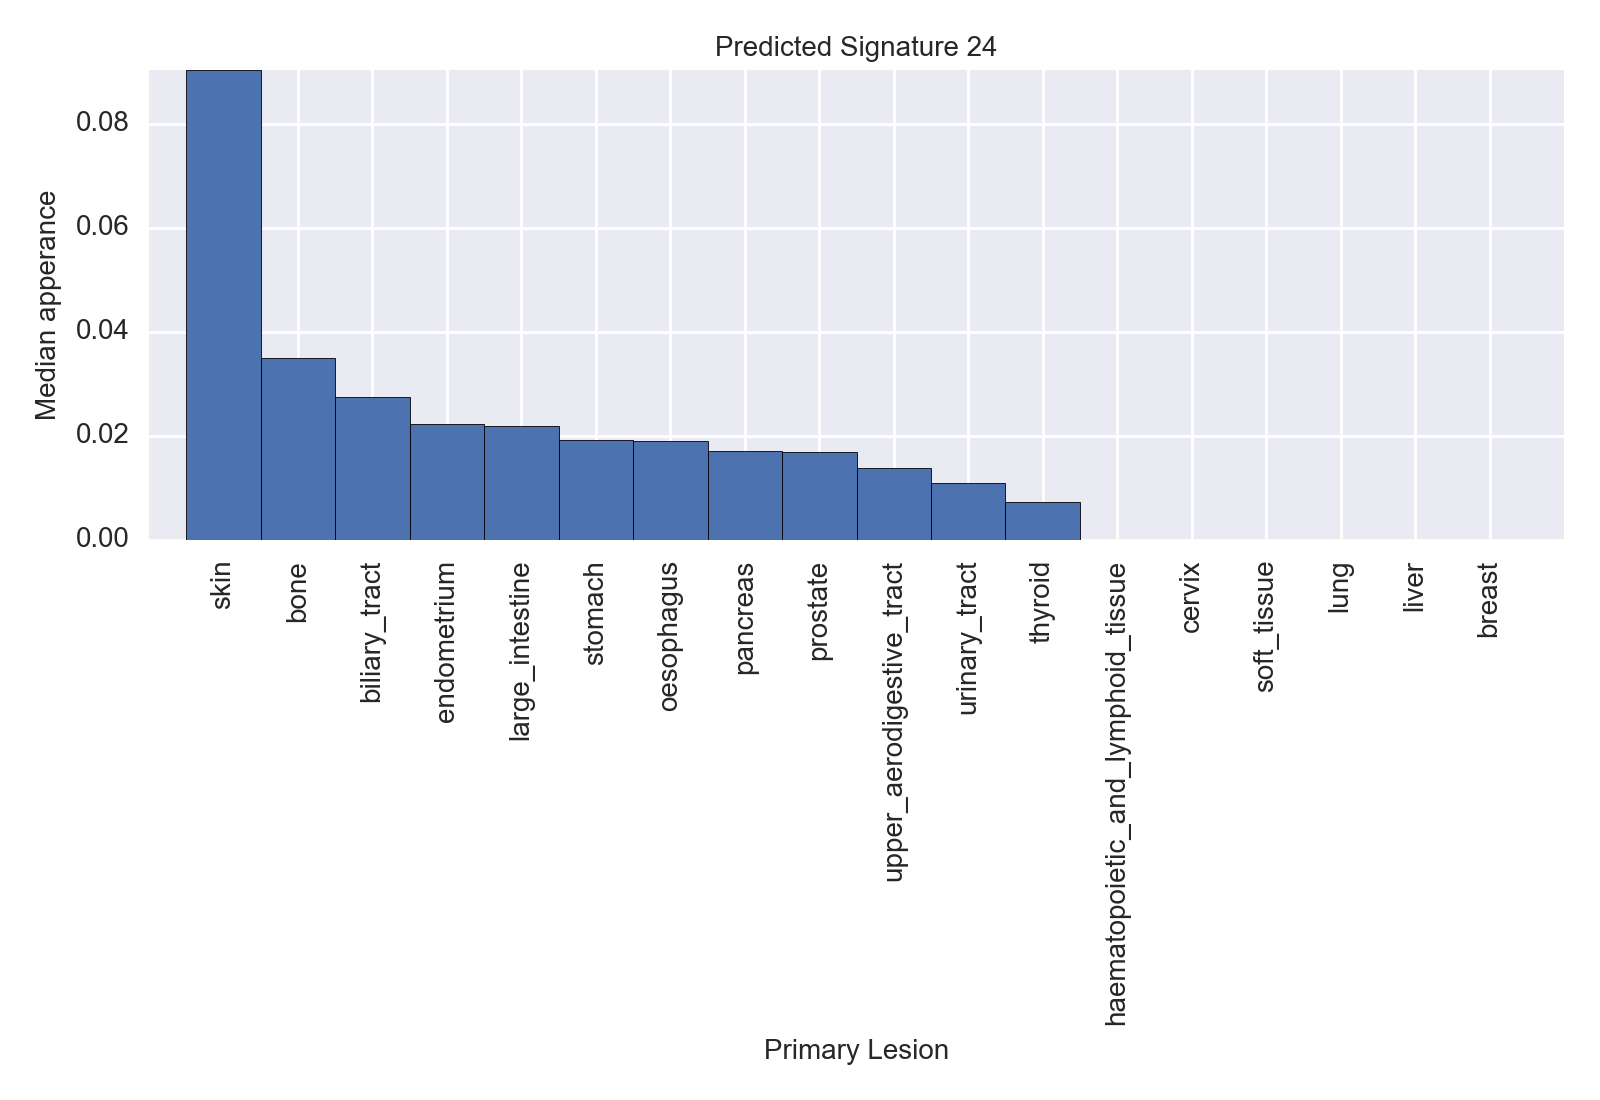 Predicted Signature 24
Median apperance
0.08
0.06
0.04
0.02
0.00
skin
bone
biliary_tract
endometrium
large_intestine
stomach
oesophagus
pancreas
prostate
upper_aerodigestive_tract
urinary_tract
thyroid
haematopoietic_and_lymphoid_tissue
cervix
soft_tissue
lung
liver
breast
Primary Lesion